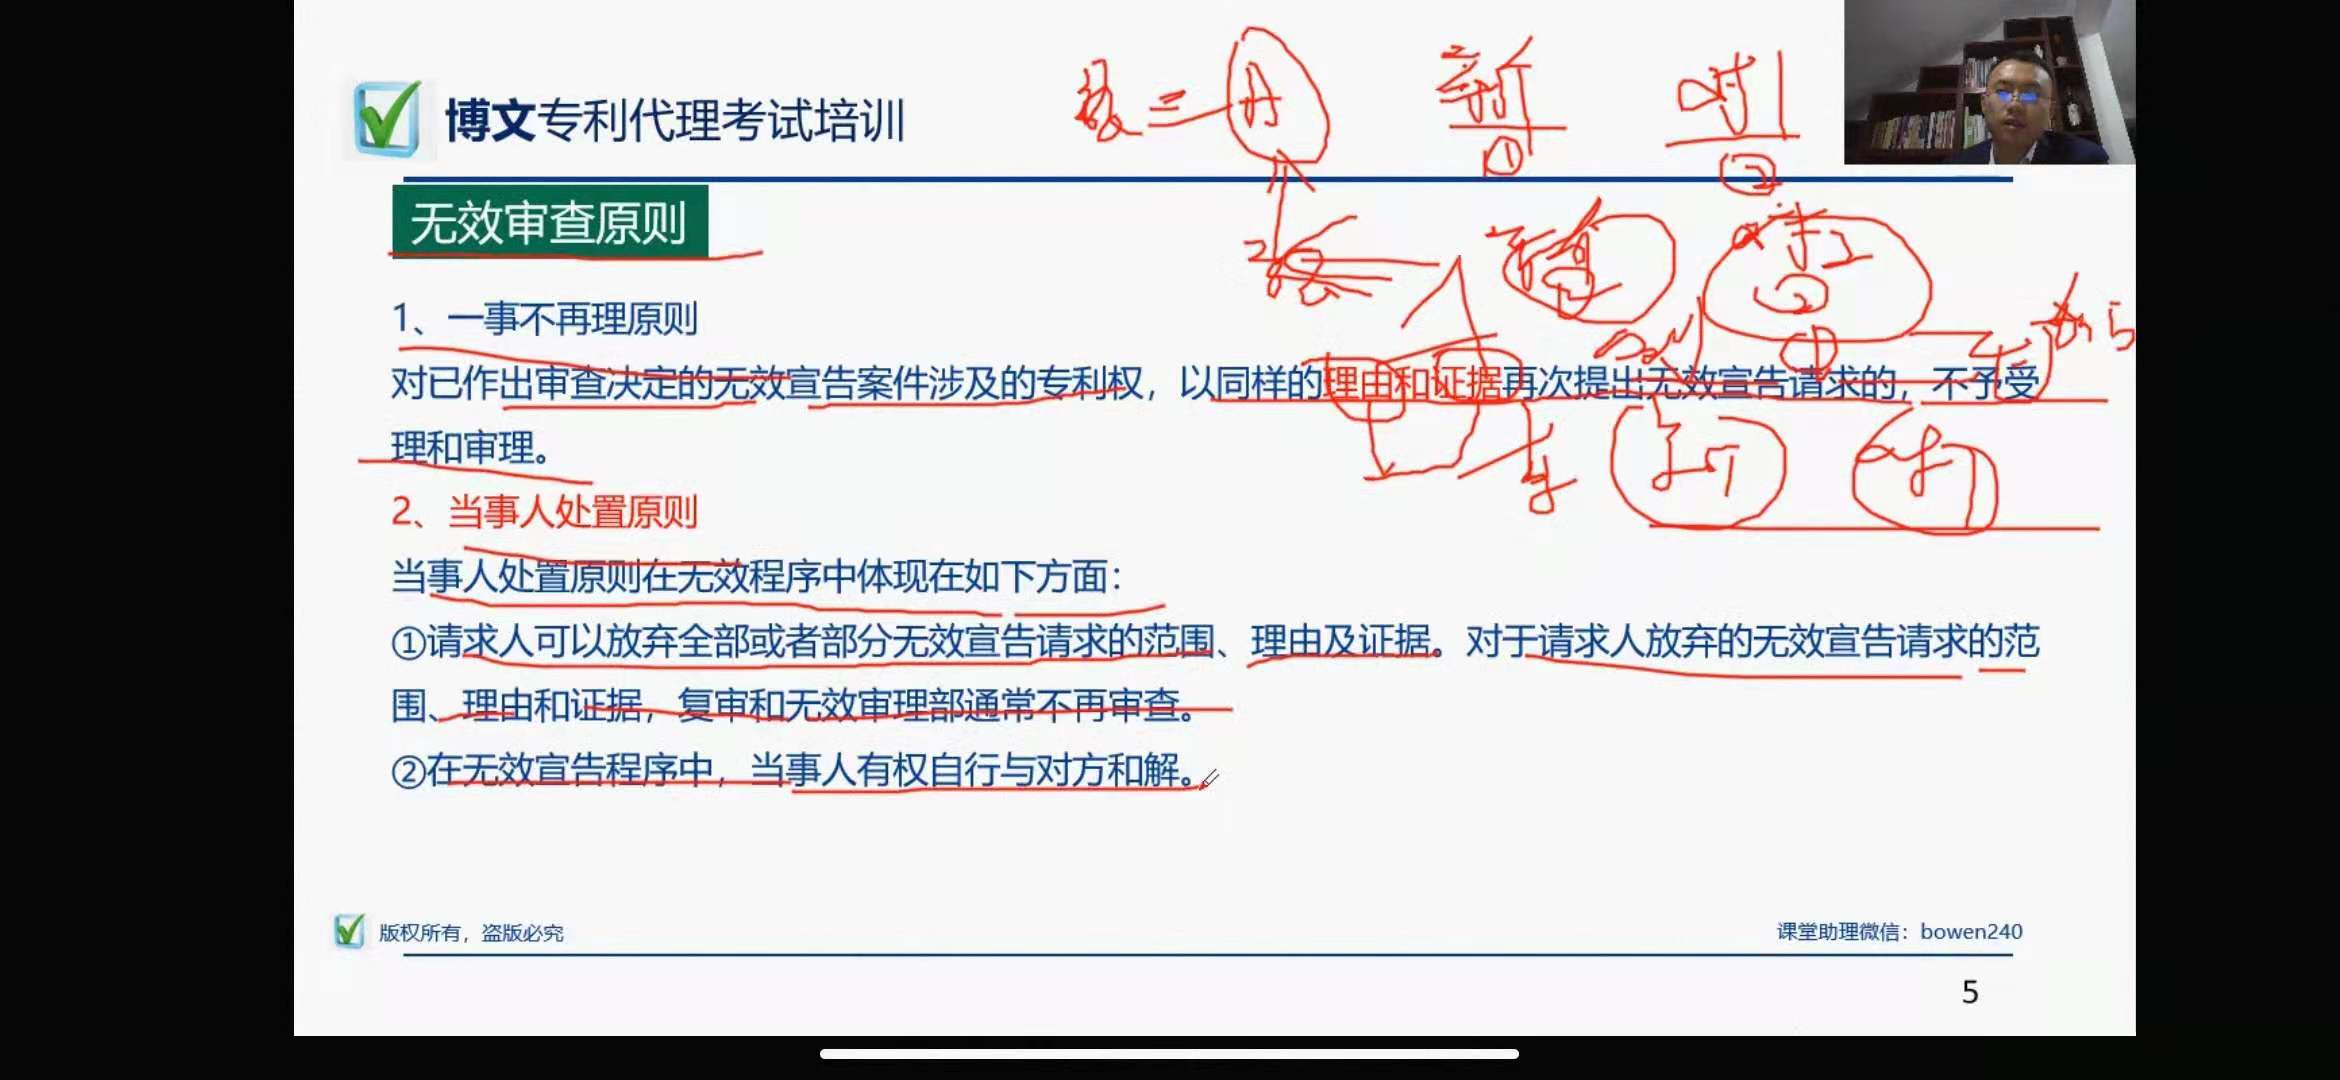 博文专利代理考试培训
无效审查原则
1、一事不再理原则
对已作出审查决定的无效宣告案件涉及的专利权，以同样的理由和证据再次提出无效宣告请求的，不予受
理和审理。
2、当事人处置原则
当事人处置原则在无效程序中体现在如下方面：
①请求人可以放弃全部或者部分无效宣告请求的范围、理由及证据。对于请求人放弃的无效宣告请求的范
围、理由和证据，复审和无效审理部通常不再审查。
②在无效宣告程序中，当事人有权自行与对方和解。
版权所有，盗版必究
课堂助理微信：bowen240
5